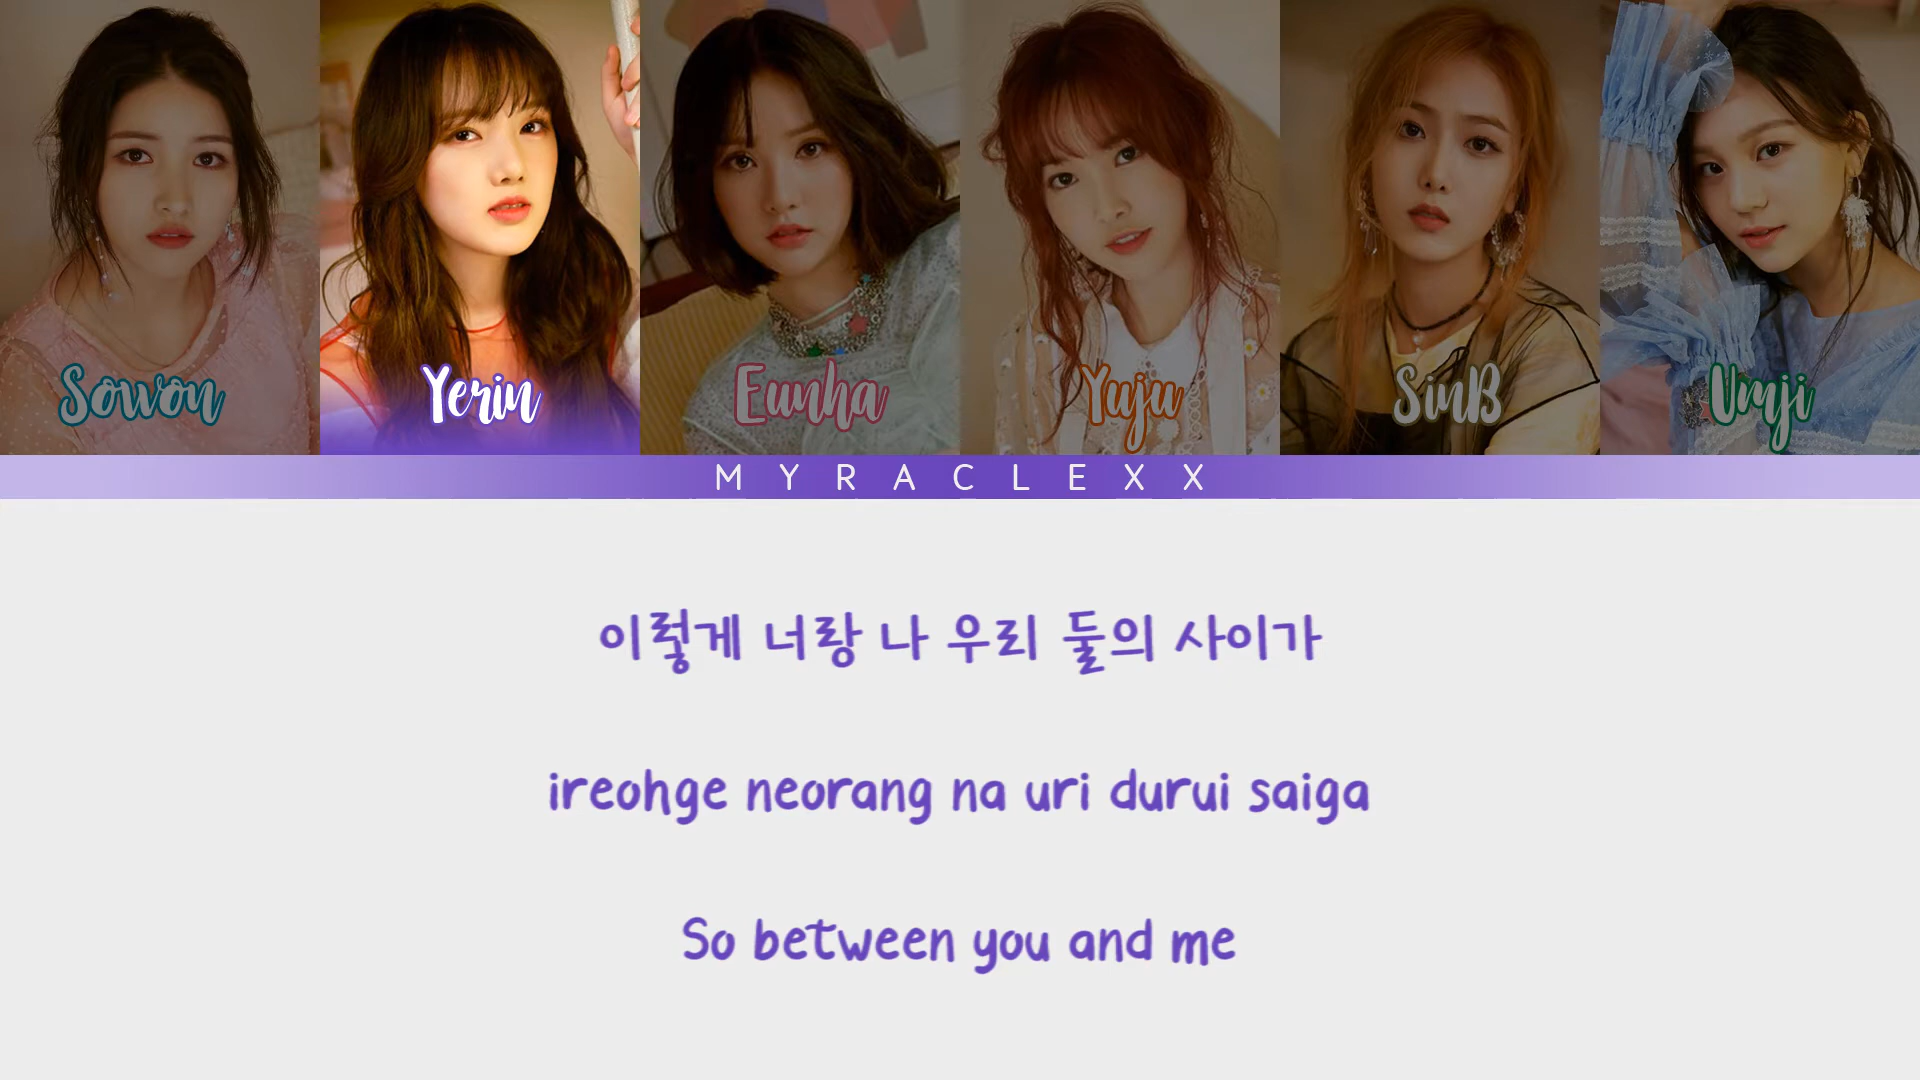 Sowon
Yerin
Eunha
Yuju
SinB
Umji
MYRACLEXX
이렇게 너랑 나 우리 둘의 사이가
ireohge neorang na uri durui saiga
So between you and me